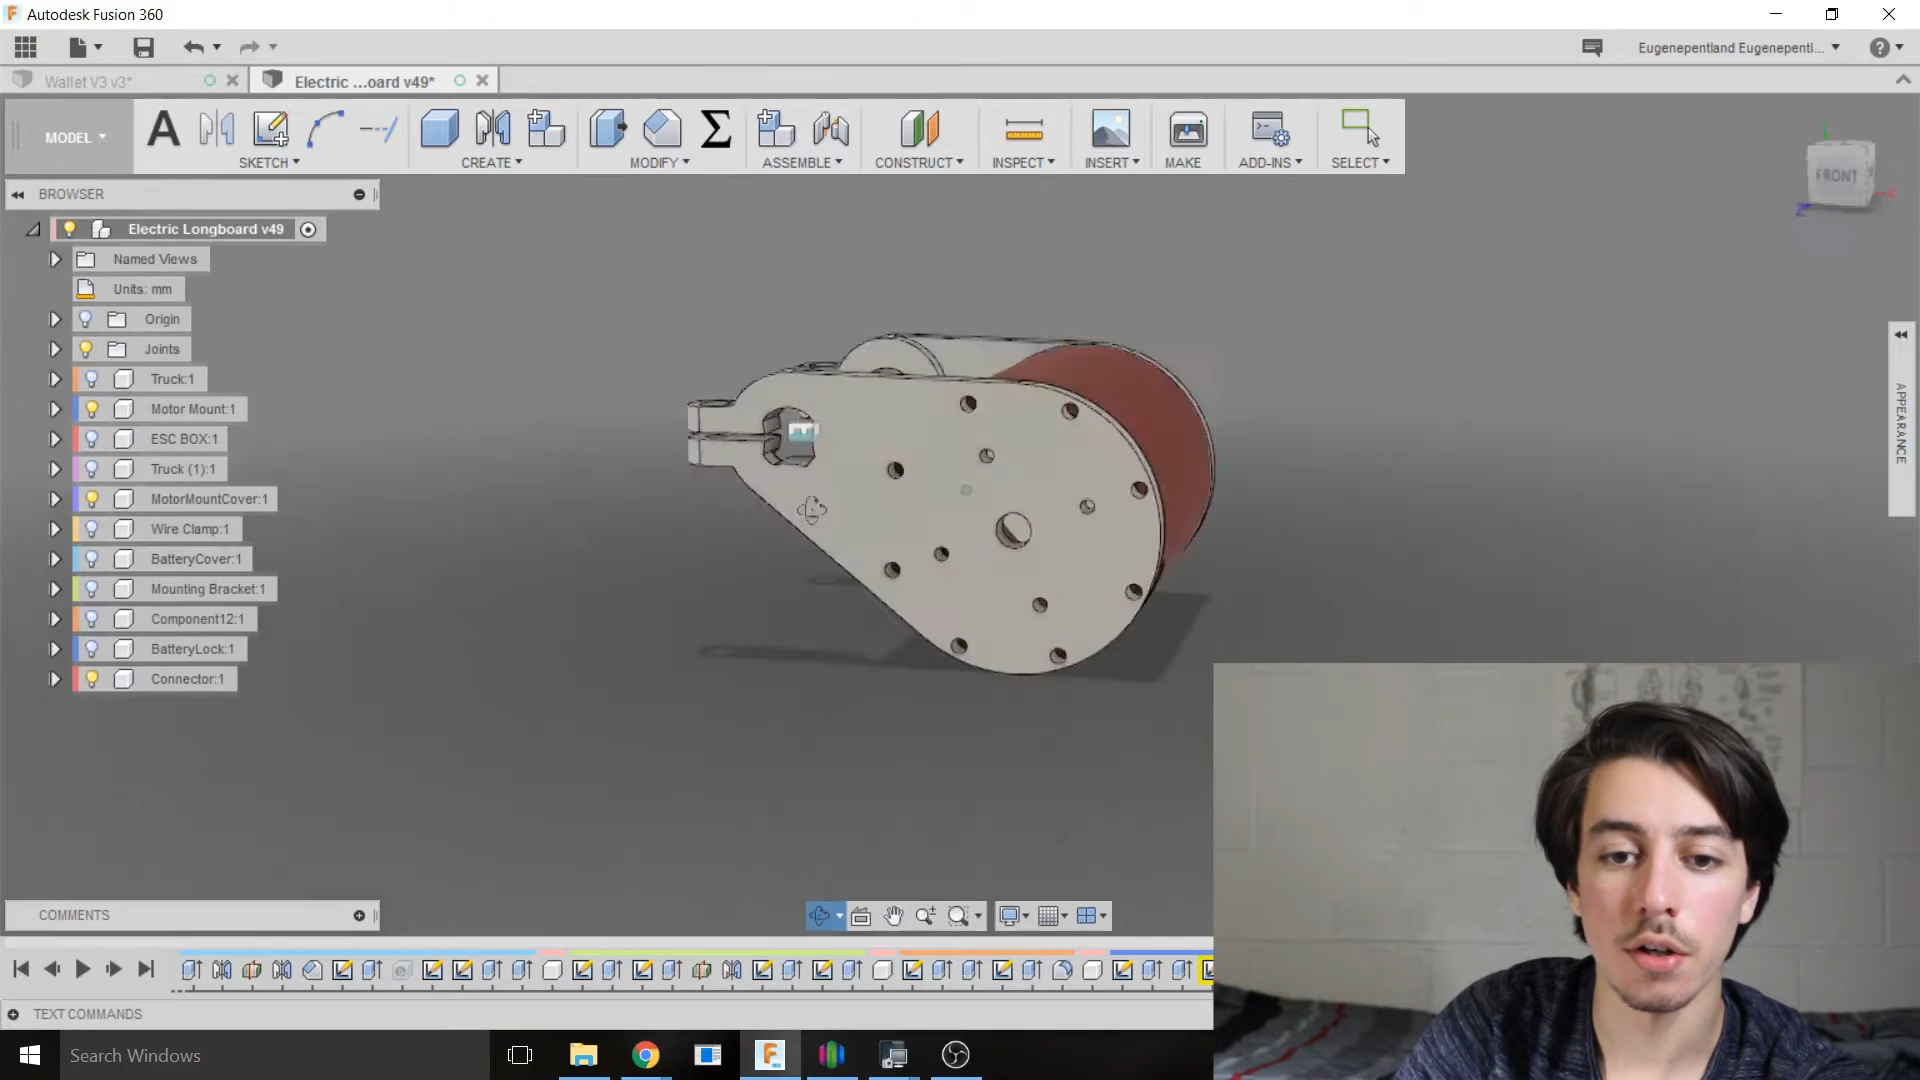 Autodesk Fusion 360
Eugenepentland Eugenepentl...
Wallet V3 v3*
Electric ...oard v49*
MODEL
SKETCH
CREATE
MODIFY
ASSEMBLE
CONSTRUCT
INSPECT
INSERT
MAKE
ADD-INS
SELECT
FRONT
BROWSER
Electric Longboard v49
Named Views
Units: mm
Origin
Joints
Truck:1
Motor Mount:1
ESC BOX:1
Truck (1):1
MotorMountCover:1
Wire Clamp:1
BatteryCover:1
Mounting Bracket:1
Component12:1
BatteryLock:1
Connector:1
APPEARANCE
COMMENTS
TEXT COMMANDS
Search Windows